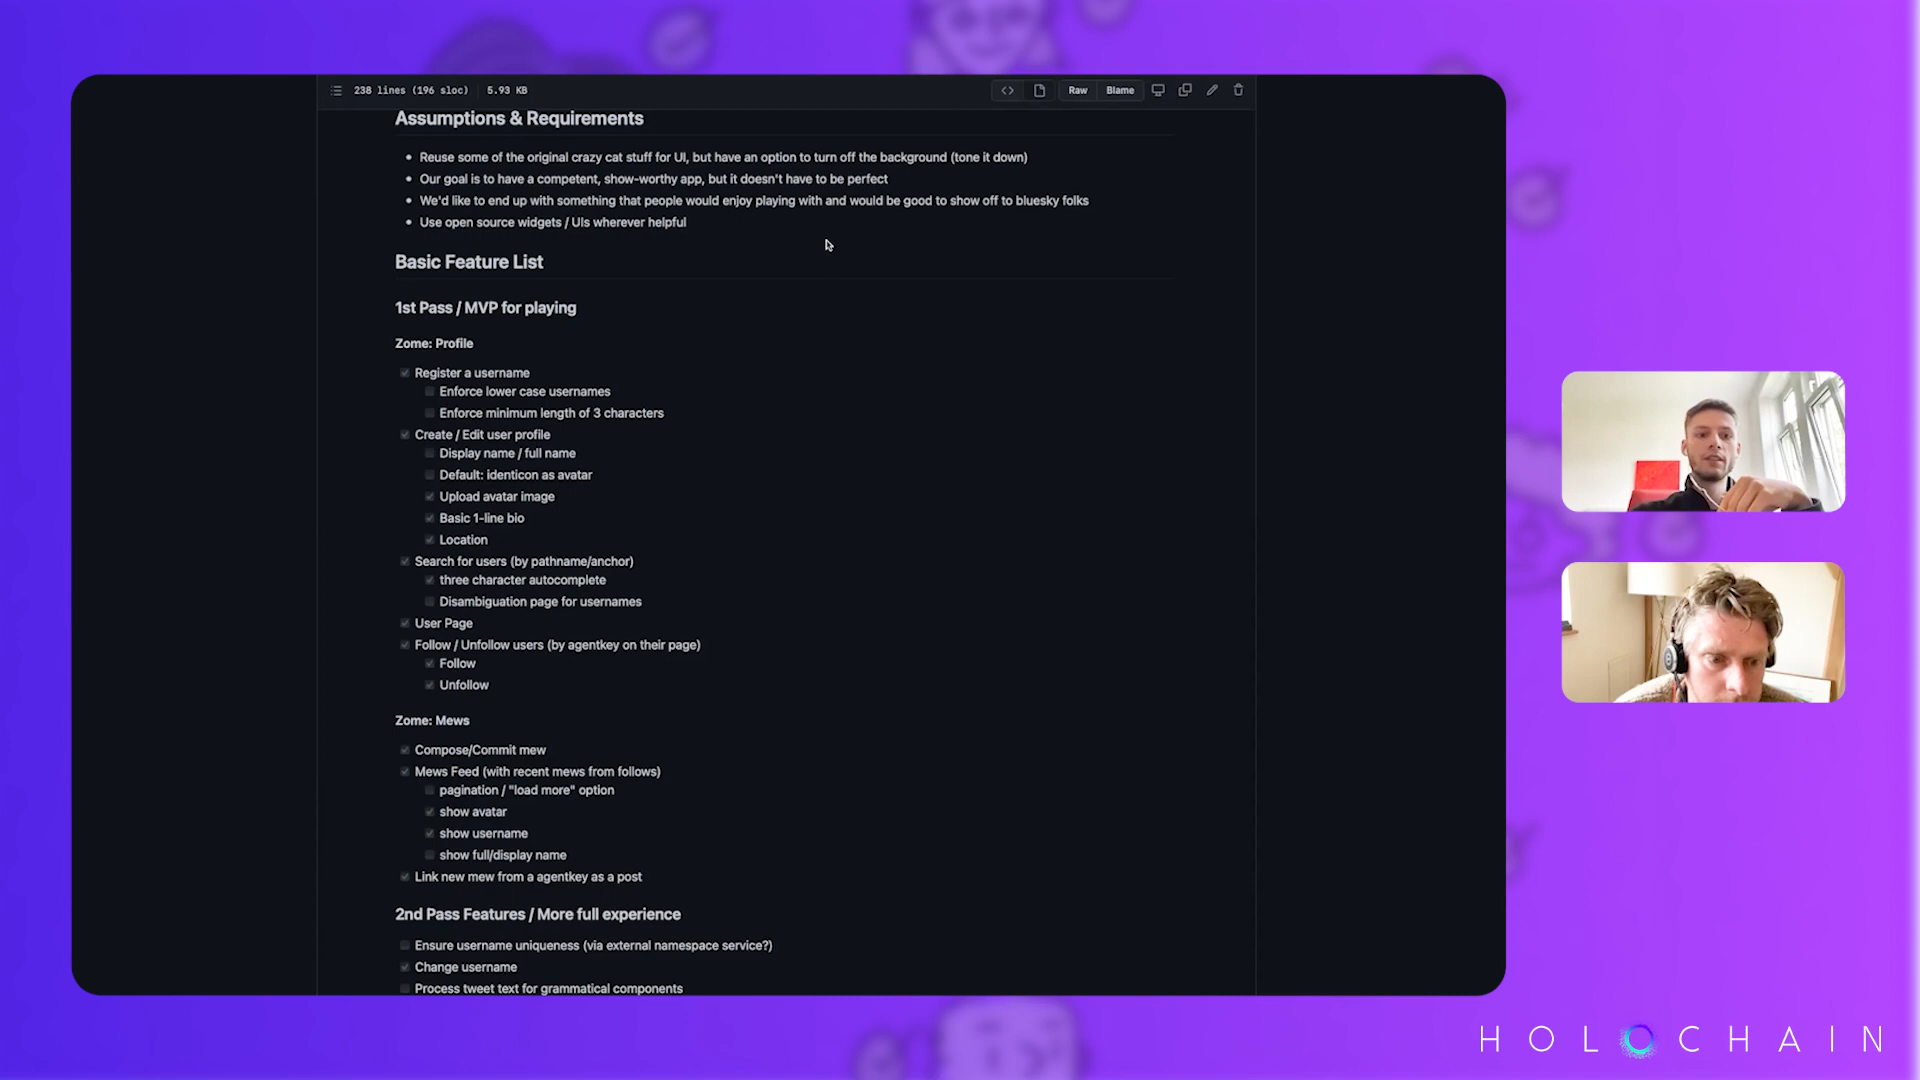 238 lines (196 sloc) 5.93 KB Raw Blame
Assumptions & Requirements
Reuse some of the original crazy cat stuff for UI, but have an option to turn off the background (tone it down)
Our goal is to have a competent, show-worthy app, but it doesn't have to be perfect
We'd like to end up with something that people would enjoy playing with and would be good to show off to bluesky folks
Use open source widgets / UIs wherever helpful
Basic Feature List
1st Pass / MVP for playing
Zome: Profile
Register a username
Enforce lower case usernames
Enforce minimum length of 3 characters
Create / Edit user profile
Display name / full name
Default: identicon as avatar
Upload avatar image
Basic 1-line bio
Location
Search for users (by pathname/anchor)
three character autocomplete
Disambiguation page for usernames
User Page
Follow / Unfollow users (by agentkey on their page)
Follow
Unfollow
Zome: Mews
Compose/Commit mew
Mews Feed (with recent mews from follows)
pagination / "load more" option
show avatar
show username
show full/display name
Link new mew from a agentkey as a post
2nd Pass Features / More full experience
Ensure username uniqueness (via external namespace service?)
Change username
Process tweet text for grammatical components
HOLOCHAIN